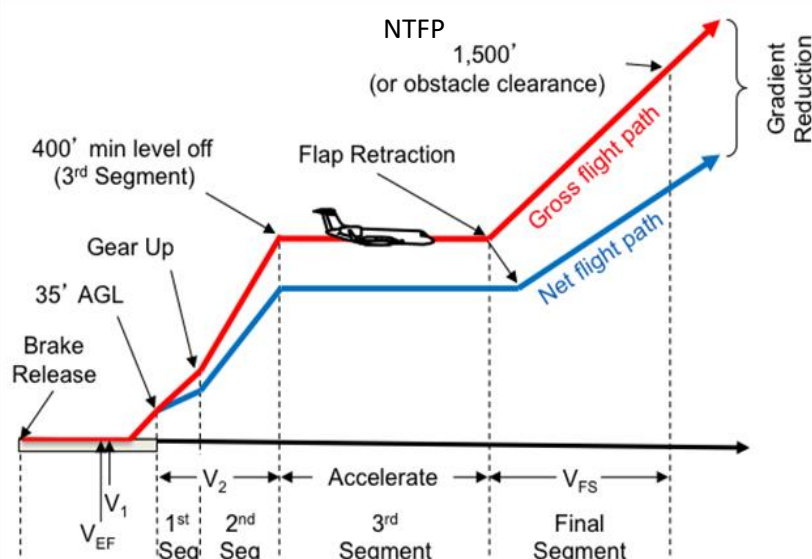 NTFP
1,500’
(or obstacle clearance)
Gradient
Reduction
400’ min level off
(3rd Segment)
Flap Retraction
Gross flight path
Gear Up
Net flight path
35’ AGL
Brake
Release
V2
Accelerate
VFS
V1
VEF
1st
Seg
2nd
Seg
3rd
Segment
Final
Segment